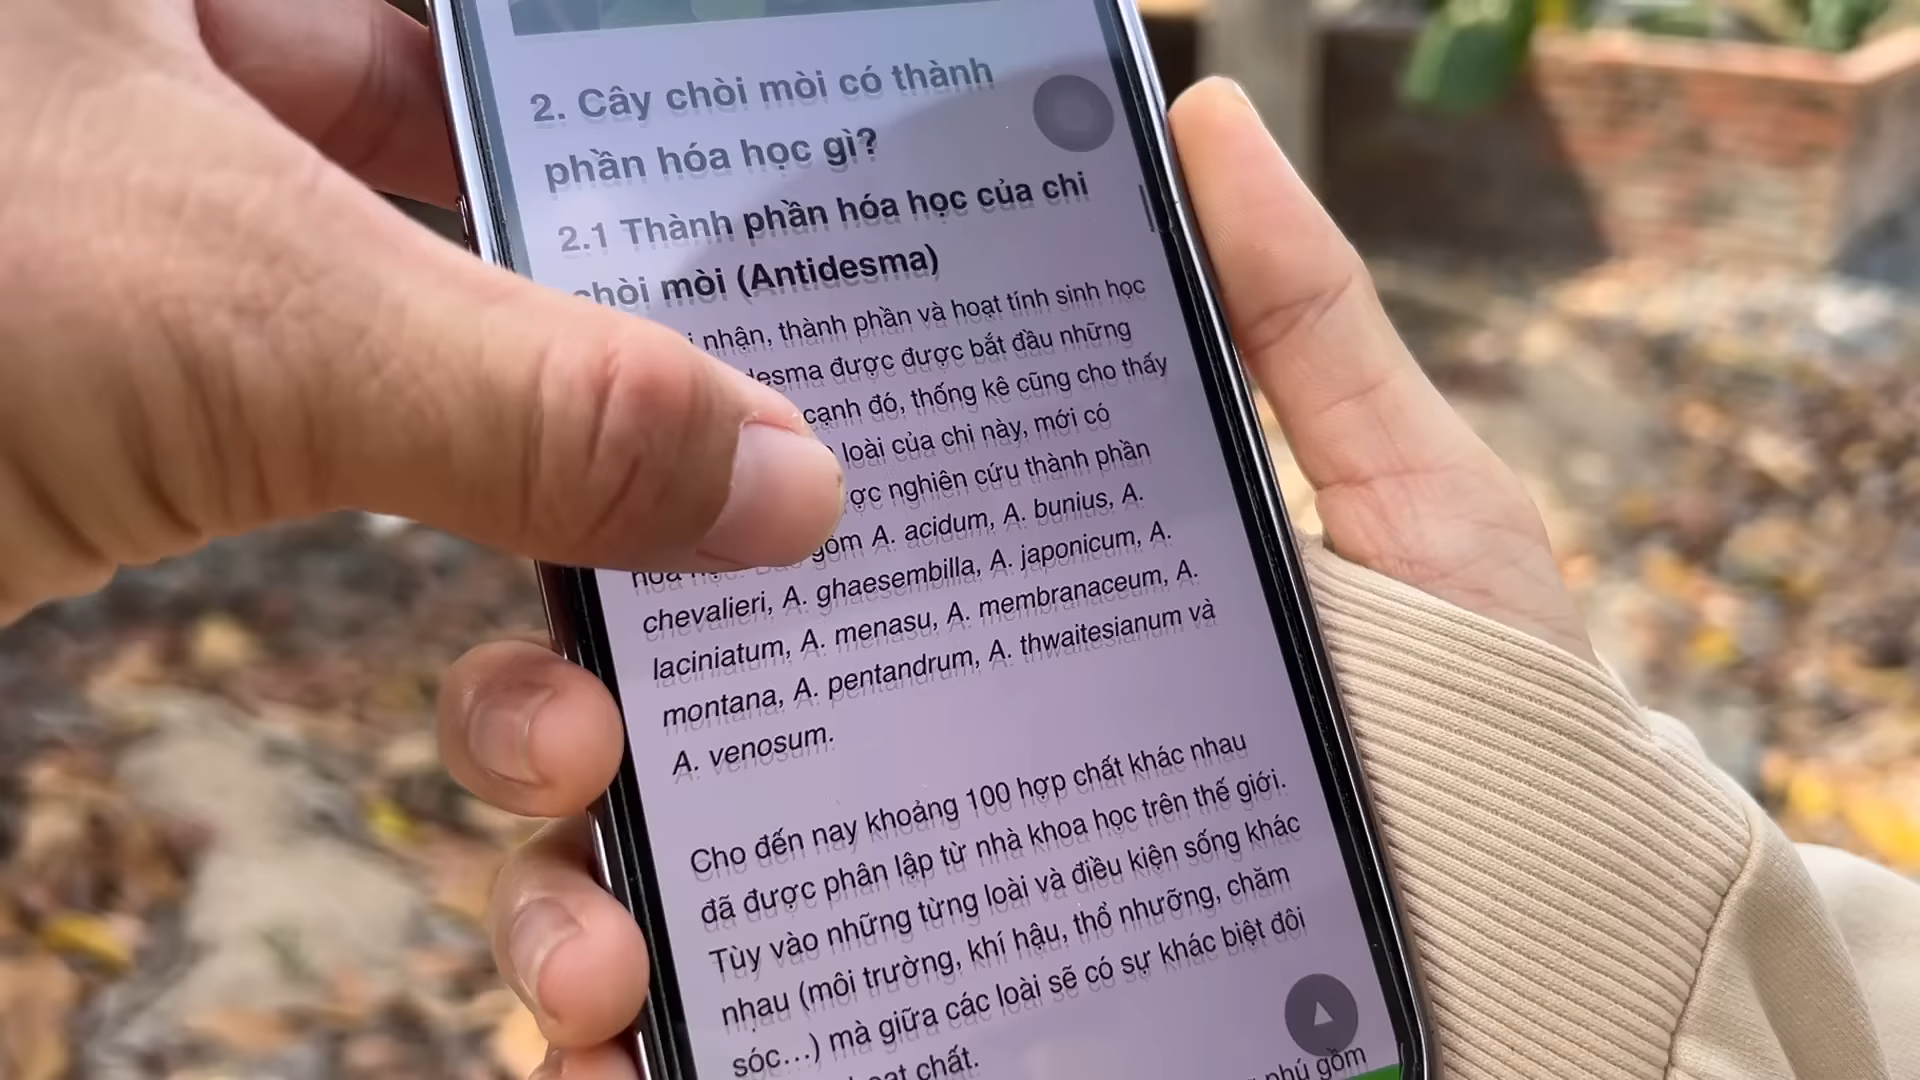 2. Cây chòi mòi có thành
phần hóa học gì?
2.1 Thành phần hóa học của chi
chòi mòi (Antidesma)
nhận, thành phần và hoạt tính sinh học
được được bắt đầu những
cạnh đó, thống kê cũng cho thấy
loài của chi này, mới có
nghiên cứu thành phần
gồm A. acidum, A. bunius, A.
chevalieri, A. ghaesembilla, A. japonicum, A.
laciniatum, A. menasu, A. membranaceum, A.
montana, A. pentandrum, A. thwaitesianum và
A. venosum.
Cho đến nay khoảng 100 hợp chất khác nhau
đã được phân lập từ nhà khoa học trên thế giới.
Tùy vào những từng loài và điều kiện sống khác
nhau (môi trường, khí hậu, thổ nhưỡng, chăm
sóc...) mà giữa các loài sẽ có sự khác biệt đôi
chất.
phú gồm